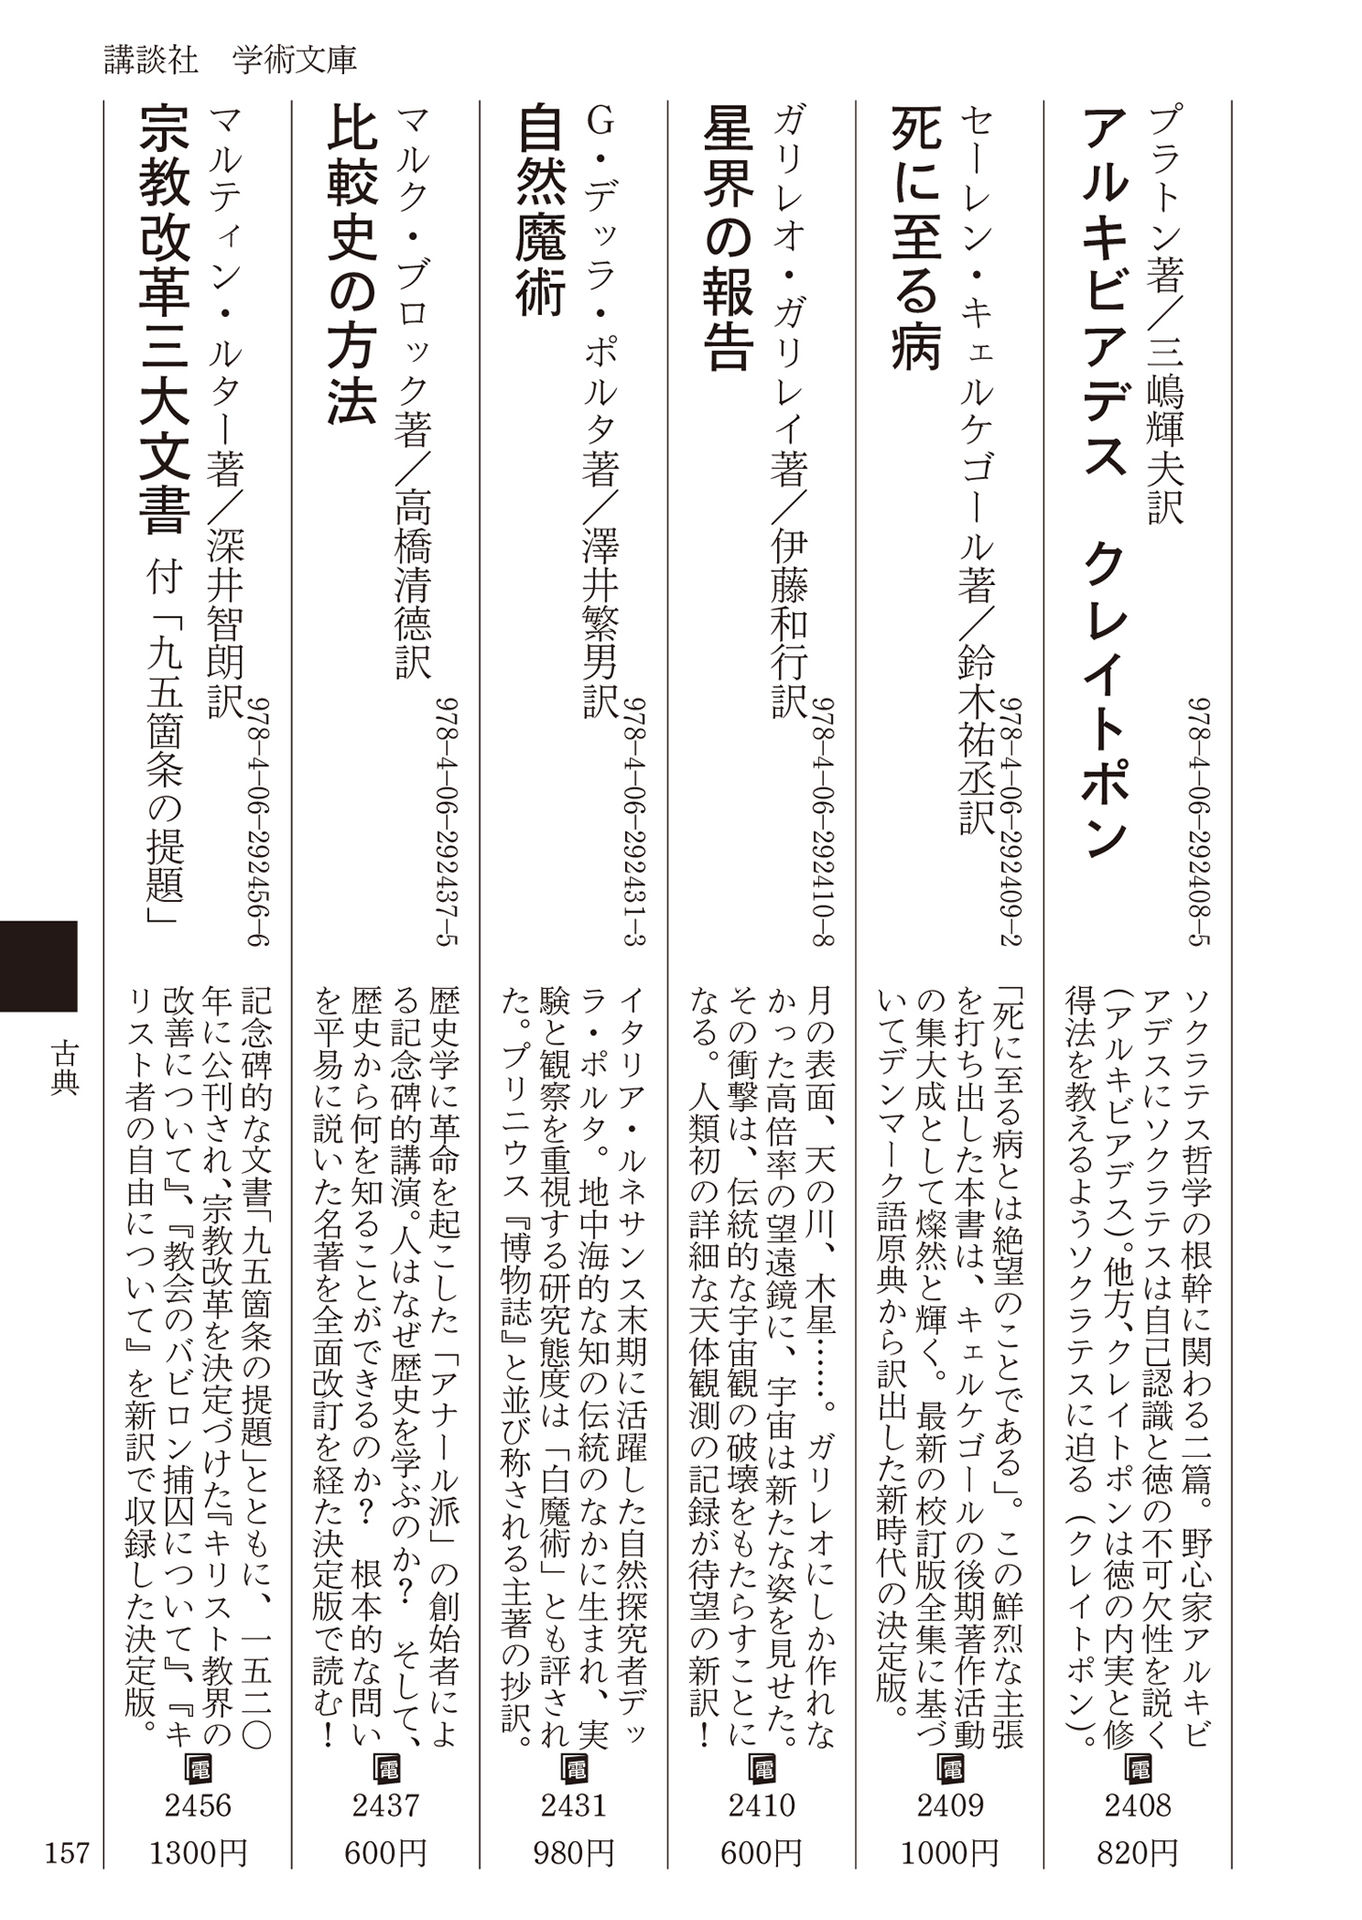 講談社　学術文庫
プラトン著／三嶋輝夫訳
アルキビアデス　クレイトポン
978−4−06−292408−5
ソクラテス哲学の根幹に関わる二篇。野心家アルキビ
アデスにソクラテスは自己認識と徳の不可欠性を説く
（アルキビアデス）。他方、クレイトポンは徳の内実と修
得法を教えるようソクラテスに迫る（クレイトポン）。
電
2408
820円
セーレン・キェルケゴール著／鈴木祐丞訳
死に至る病
978−4−06−292409−2
「死に至る病とは絶望のことである」。この鮮烈な主張
を打ち出した本書は、キェルケゴールの後期著作活動
の集大成として燦然と輝く。最新の校訂版全集に基づ
いてデンマーク語原典から訳出した新時代の決定版。
電
2409
1000円
ガリレオ・ガリレイ著／伊藤和行訳
星界の報告
978−4−06−292410−8
月の表面、天の川、木星……。ガリレオにしか作れな
かった高倍率の望遠鏡に、宇宙は新たな姿を見せた。
その衝撃は、伝統的な宇宙観の破壊をもたらすことに
なる。人類初の詳細な天体観測の記録が待望の新訳！
電
2410
600円
G・デッラ・ポルタ著／澤井繁男訳
自然魔術
978−4−06−292431−3
イタリア・ルネサンス末期に活躍した自然探究者デッ
ラ・ポルタ。地中海的な知の伝統のなかに生まれ、実
験と観察を重視する研究態度は「白魔術」とも評され
た。プリニウス『博物誌』と並び称される主著の抄訳。
電
2431
980円
マルク・ブロック著／高橋清德訳
比較史の方法
978−4−06−292437−5
歴史学に革命を起こした「アナール派」の創始者によ
る記念碑的講演。人はなぜ歴史を学ぶのか？　そして、
歴史から何を知ることができるのか？　根本的な問い
を平易に説いた名著を全面改訂を経た決定版で読む！
電
2437
600円
マルティン・ルター著／深井智朗訳
宗教改革三大文書　付「九五箇条の提題」
978−4−06−292456−6
記念碑的な文書「九五箇条の提題」とともに、一五二〇
年に公刊され、宗教改革を決定づけた『キリスト教界の
改善について』、『教会のバビロン捕囚について』、『キ
リスト者の自由について』を新訳で収録した決定版。
電
2456
1300円
古典
157